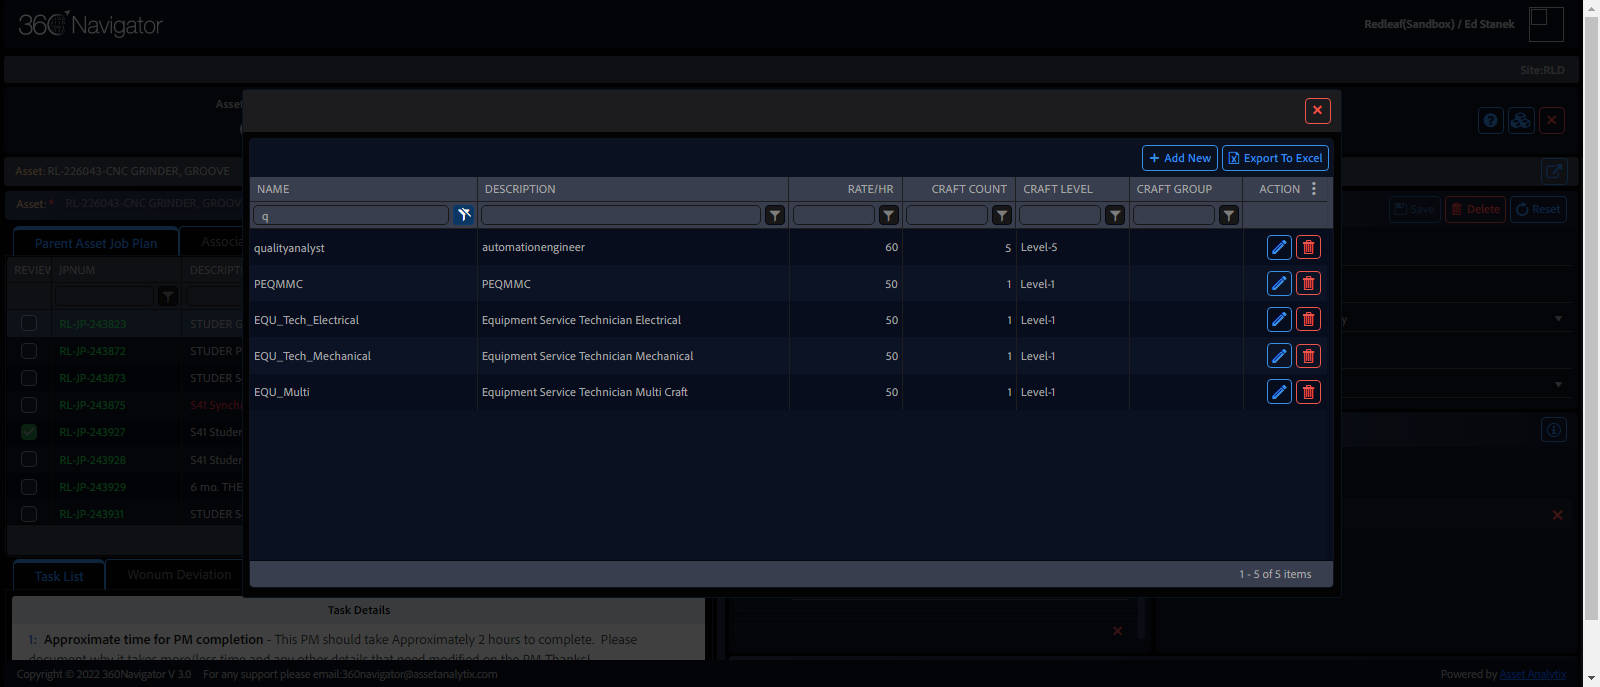 360 Navigator
Redleaf(Sandbox) / Ed Stanek
Site:RLD
Asset
Asset: RL-226043-CNC GRINDER, GROOVE
Asset: * RL-226043-CNC GRINDER, GROOV
Save Delete Reset
Parent Asset Job Plan Associa
REVIEW JPNUM DESCRIPTI
RL-JP-243823 STUDER G
RL-JP-243872 STUDER P
RL-JP-243873 STUDER S
RL-JP-243875 S41 Synchr
RL-JP-243927 S41 Studer
RL-JP-243928 S41 Studer
RL-JP-243929 6 mo. THE
RL-JP-243931 STUDER S
+ Add New Export To Excel
NAME DESCRIPTION RATE/HR CRAFT COUNT CRAFT LEVEL CRAFT GROUP ACTION
q
qualityanalyst automationengineer 60 5 Level-5
PEQMMC PEQMMC 50 1 Level-1
EQU_Tech_Electrical Equipment Service Technician Electrical 50 1 Level-1
EQU_Tech_Mechanical Equipment Service Technician Mechanical 50 1 Level-1
EQU_Multi Equipment Service Technician Multi Craft 50 1 Level-1
1 - 5 of 5 items
y
Task List Wonum Deviation
Task Details
1: Approximate time for PM completion - This PM should take Approximately 2 hours to complete. Please
document why it takes more/less time and any other details that need modified on the PM.Thanks!
Copyright © 2022 360Navigator V 3.0 For any support please email:360navigator@assetanalytix.com
Powered by Asset Analytix